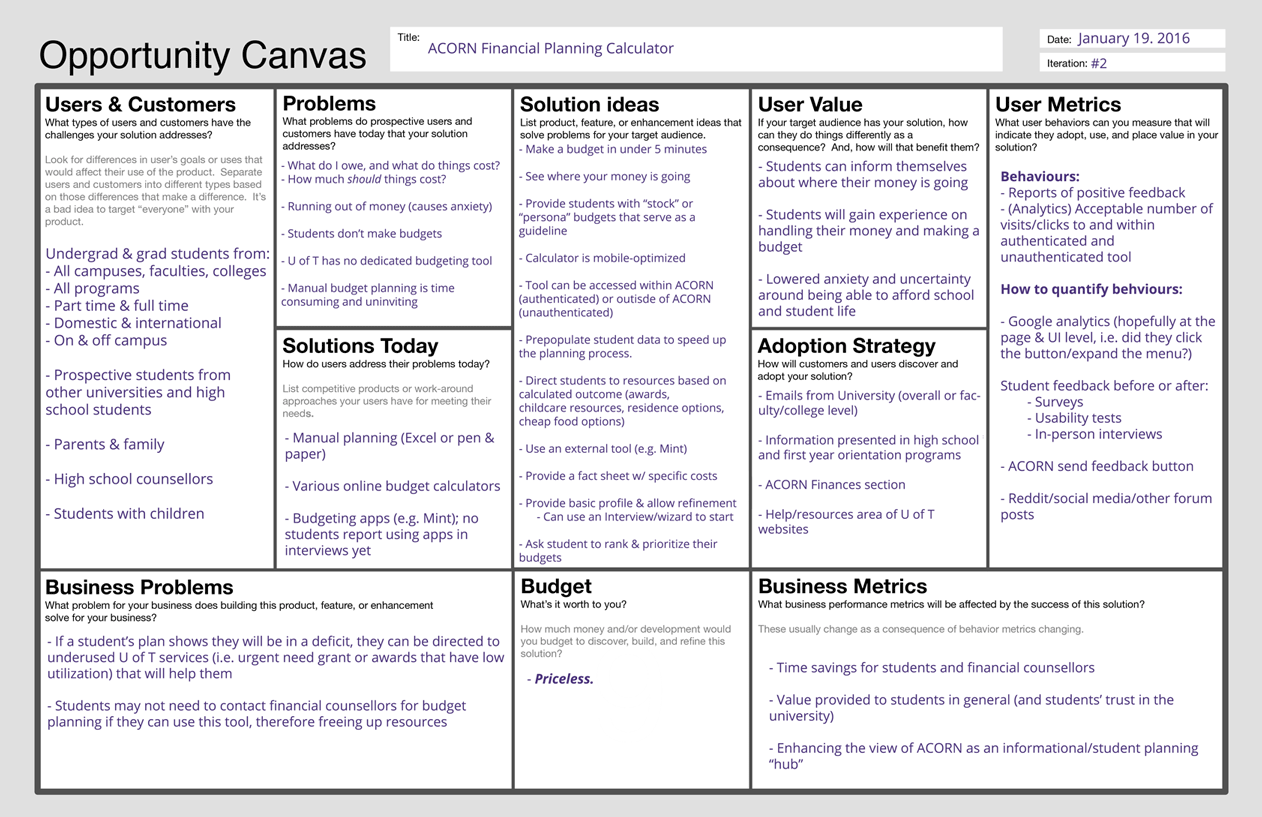 Opportunity Canvas
Title:
ACORN Financial Planning Calculator
Date: January 19. 2016
Iteration: #2
Users & Customers
What types of users and customers have the
challenges your solution addresses?
Look for differences in user's goals or uses that
would affect their use of the product. Separate
users and customers into different types based
on those differences that make a difference. It's
a bad idea to target "everyone" with your
product.
Undergrad & grad students from:
- All campuses, faculties, colleges
- All programs
- Part time & full time
- Domestic & international
- On & off campus
- Prospective students from
other universities and high
school students
- Parents & family
- High school counsellors
- Students with children
Problems
What problems do prospective users and
customers have today that your solution
addresses?
- What do I owe, and what do things cost?
- How much should things cost?
- Running out of money (causes anxiety)
- Students don't make budgets
- U of T has no dedicated budgeting tool
- Manual budget planning is time
consuming and uninviting
Solutions Today
How do users address their problems today?
List competitive products or work-around
approaches your users have for meeting their
needs.
- Manual planning (Excel or pen &
paper)
- Various online budget calculators
- Budgeting apps (e.g. Mint); no
students report using apps in
interviews yet
Solution ideas
List product, feature, or enhancement ideas that
solve problems for your target audience.
- Make a budget in under 5 minutes
- See where your money is going
- Provide students with "stock" or
"persona" budgets that serve as a
guideline
- Calculator is mobile-optimized
- Tool can be accessed within ACORN
(authenticated) or outisde of ACORN
(unauthenticated)
- Prepopulate student data to speed up
the planning process.
- Direct students to resources based on
calculated outcome (awards,
childcare resources, residence options,
cheap food options)
- Use an external tool (e.g. Mint)
- Provide a fact sheet w/ specific costs
- Provide basic profile & allow refinement
- Can use an Interview/wizard to start
- Ask student to rank & prioritize their
budgets
User Value
If your target audience has your solution, how
can they do things differently as a
consequence? And, how will that benefit them?
- Students can inform themselves
about where their money is going
- Students will gain experience on
handling their money and making a
budget
- Lowered anxiety and uncertainty
around being able to afford school
and student life
Adoption Strategy
How will customers and users discover and
adopt your solution?
- Emails from University (overall or fac-
ulty/college level)
- Information presented in high school
and first year orientation programs
- ACORN Finances section
- Help/resources area of U of T
websites
User Metrics
What user behaviors can you measure that will
indicate they adopt, use, and place value in your
solution?
Behaviours:
- Reports of positive feedback
- (Analytics) Acceptable number of
visits/clicks to and within
authenticated and
unauthenticated tool
How to quantify behviours:
- Google analytics (hopefully at the
page & UI level, i.e. did they click
the button/expand the menu?)
Student feedback before or after:
- Surveys
- Usability tests
- In-person interviews
- ACORN send feedback button
- Reddit/social media/other forum
posts
Business Problems
What problem for your business does building this product, feature, or enhancement
solve for your business?
- If a student's plan shows they will be in a deficit, they can be directed to
underused U of T services (i.e. urgent need grant or awards that have low
utilization) that will help them
- Students may not need to contact financial counsellors for budget
planning if they can use this tool, therefore freeing up resources
Budget
What's it worth to you?
How much money and/or development would
you budget to discover, build, and refine this
solution?
- Priceless.
Business Metrics
What business performance metrics will be affected by the success of this solution?
These usually change as a consequence of behavior metrics changing.
- Time savings for students and financial counsellors
- Value provided to students in general (and students' trust in the
university)
- Enhancing the view of ACORN as an informational/student planning
"hub"